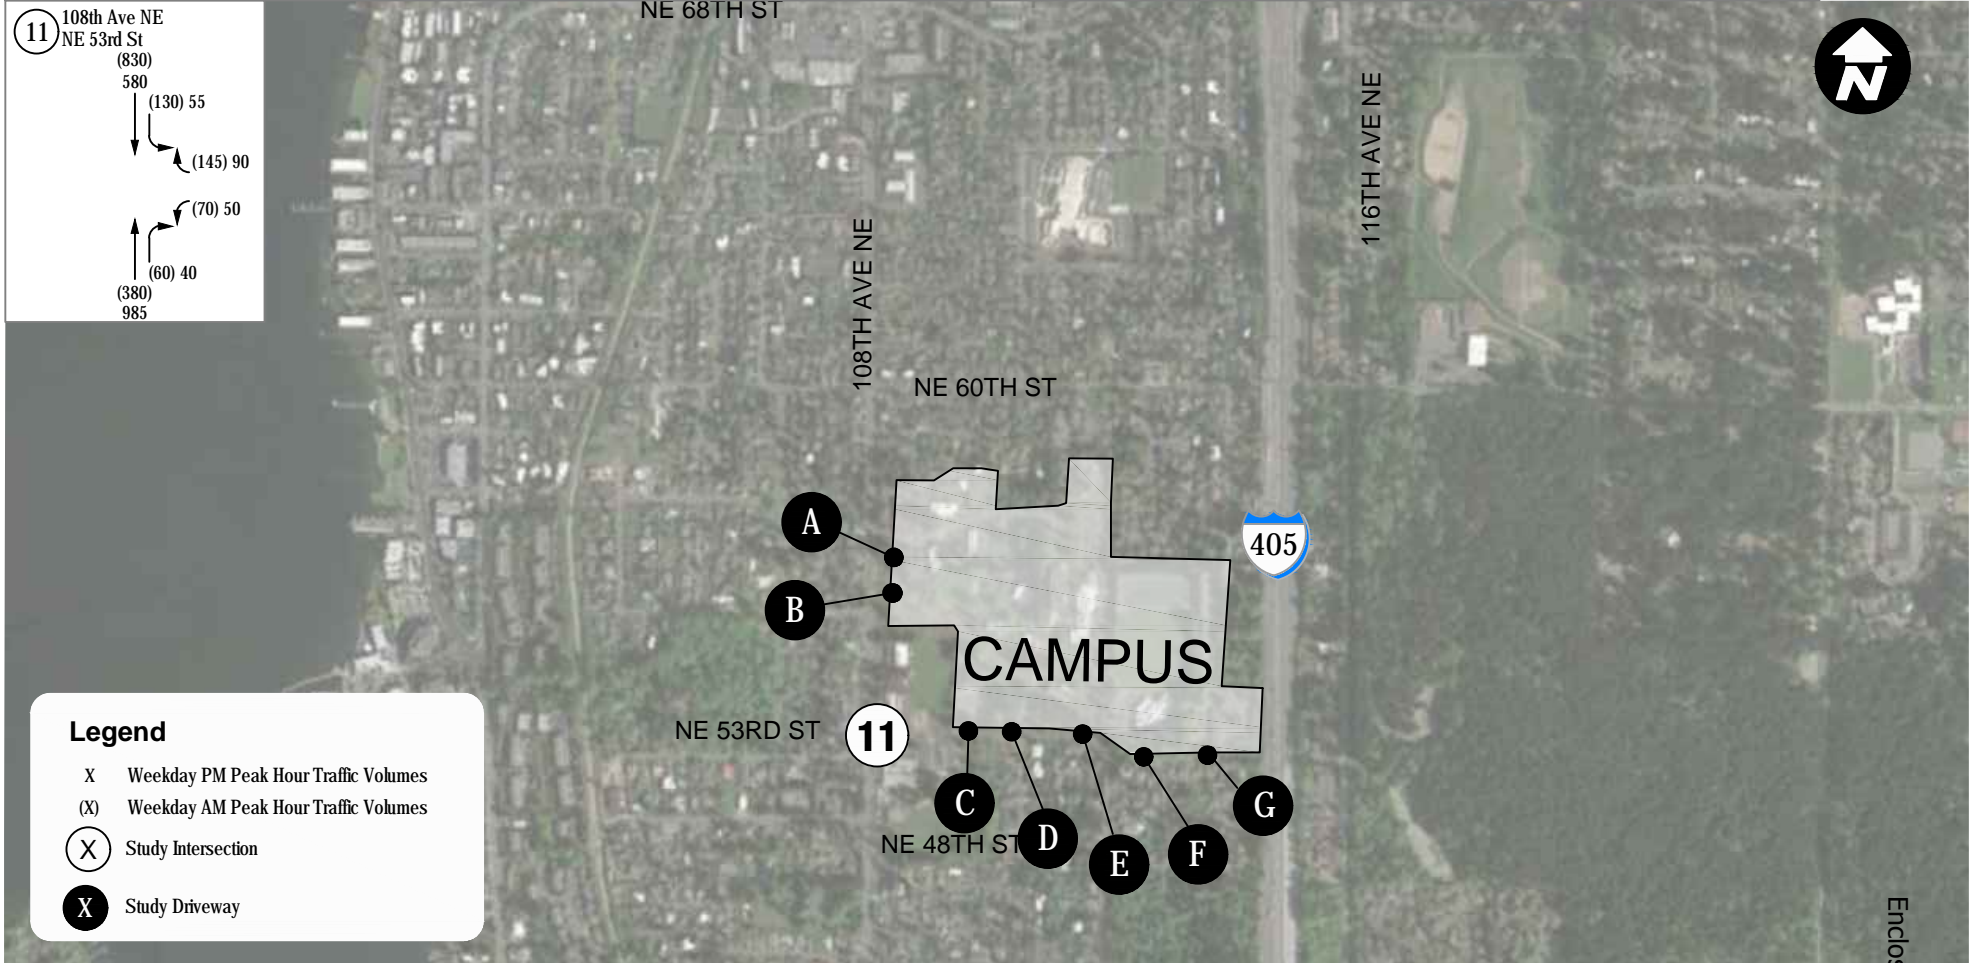 11
108th Ave NE
NE 53rd St
(830)
580
(130) 55
(145) 90
(70) 50
(60) 40
(380)
985
NE 68TH ST
N
116TH AVE NE
108TH AVE NE
NE 60TH ST
A
B
405
CAMPUS
NE 53RD ST
11
C
D
E
F
G
NE 48TH ST
Legend
X Weekday PM Peak Hour Traffic Volumes
(X) Weekday AM Peak Hour Traffic Volumes
X Study Intersection
X Study Driveway
Enclos